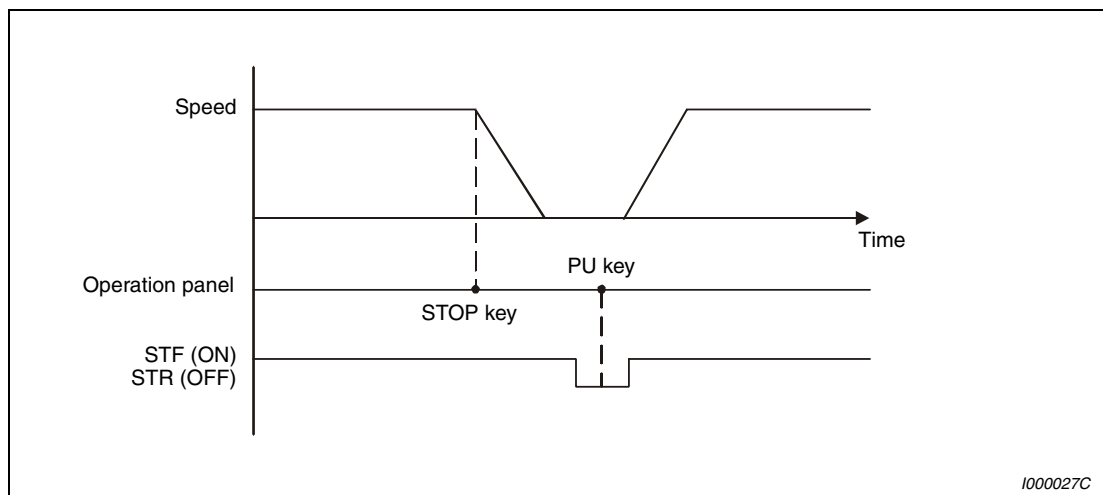 Speed
Time
PU key
Operation panel
STOP key
STF (ON)
STR (OFF)
I000027C